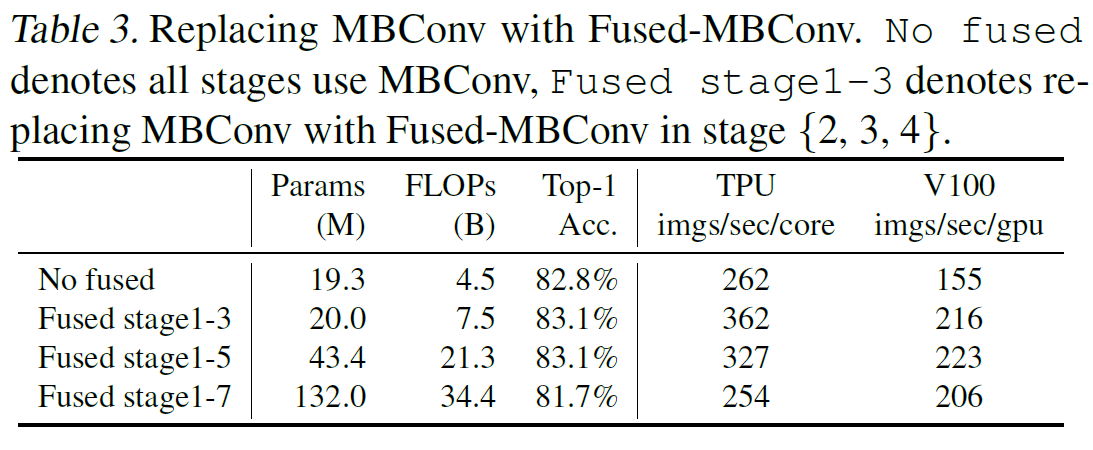 Table 3. Replacing MBConv with Fused-MBConv. No fused
denotes all stages use MBConv, Fused stage1-3 denotes re-
placing MBConv with Fused-MBConv in stage {2, 3, 4}.
Params FLOPs Top-1 TPU V100
(M) (B) Acc. imgs/sec/core imgs/sec/gpu
No fused 19.3 4.5 82.8% 262 155
Fused stage1-3 20.0 7.5 83.1% 362 216
Fused stage1-5 43.4 21.3 83.1% 327 223
Fused stage1-7 132.0 34.4 81.7% 254 206